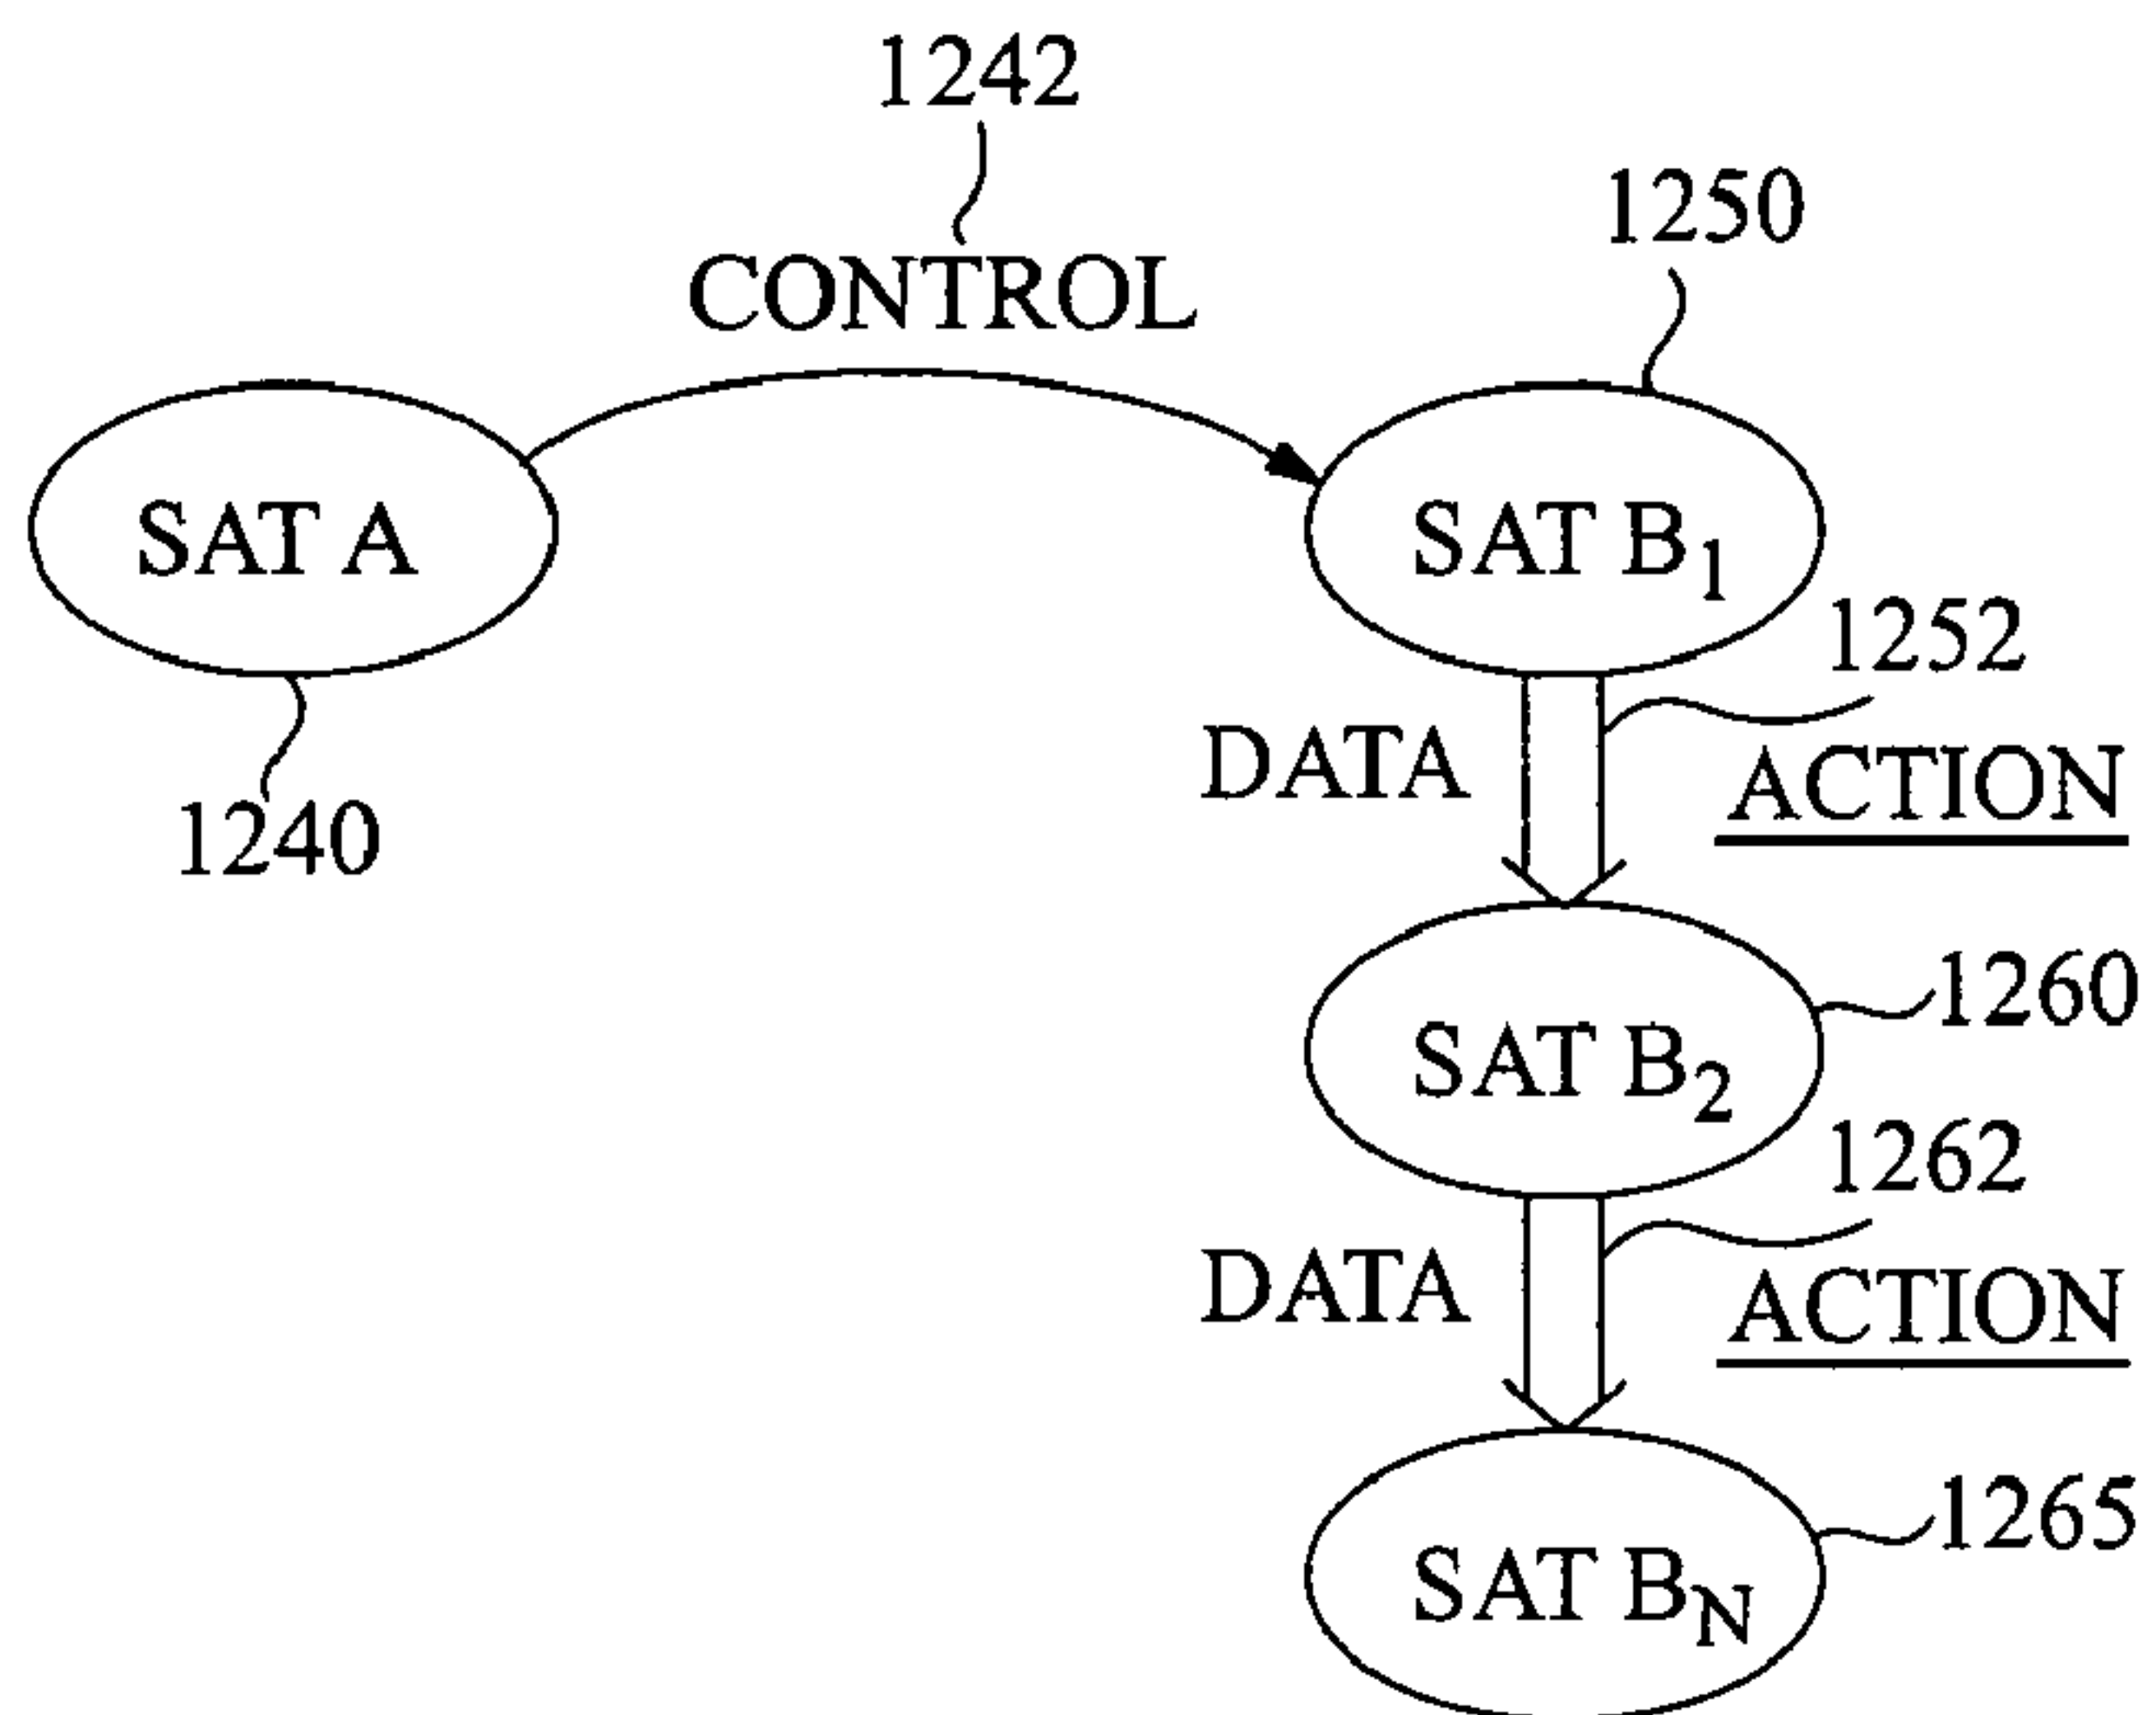 1242
CONTROL
1250
SAT A
SAT B1
1240
1252
DATA
ACTION
SAT B2
1260
1262
DATA
ACTION
SAT BN
1265